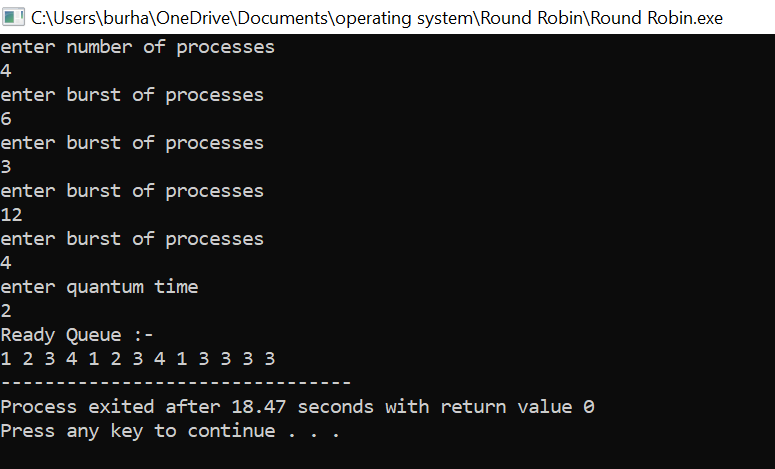 C:\Users\burha\OneDrive\Documents\operating system\Round Robin\Round Robin.exe
enter number of processes
4
enter burst of processes
6
enter burst of processes
3
enter burst of processes
12
enter burst of processes
4
enter quantum time
2
Ready Queue :-
1 2 3 4 1 2 3 4 1 3 3 3 3
--------------------------------
Process exited after 18.47 seconds with return value 0
Press any key to continue . . .